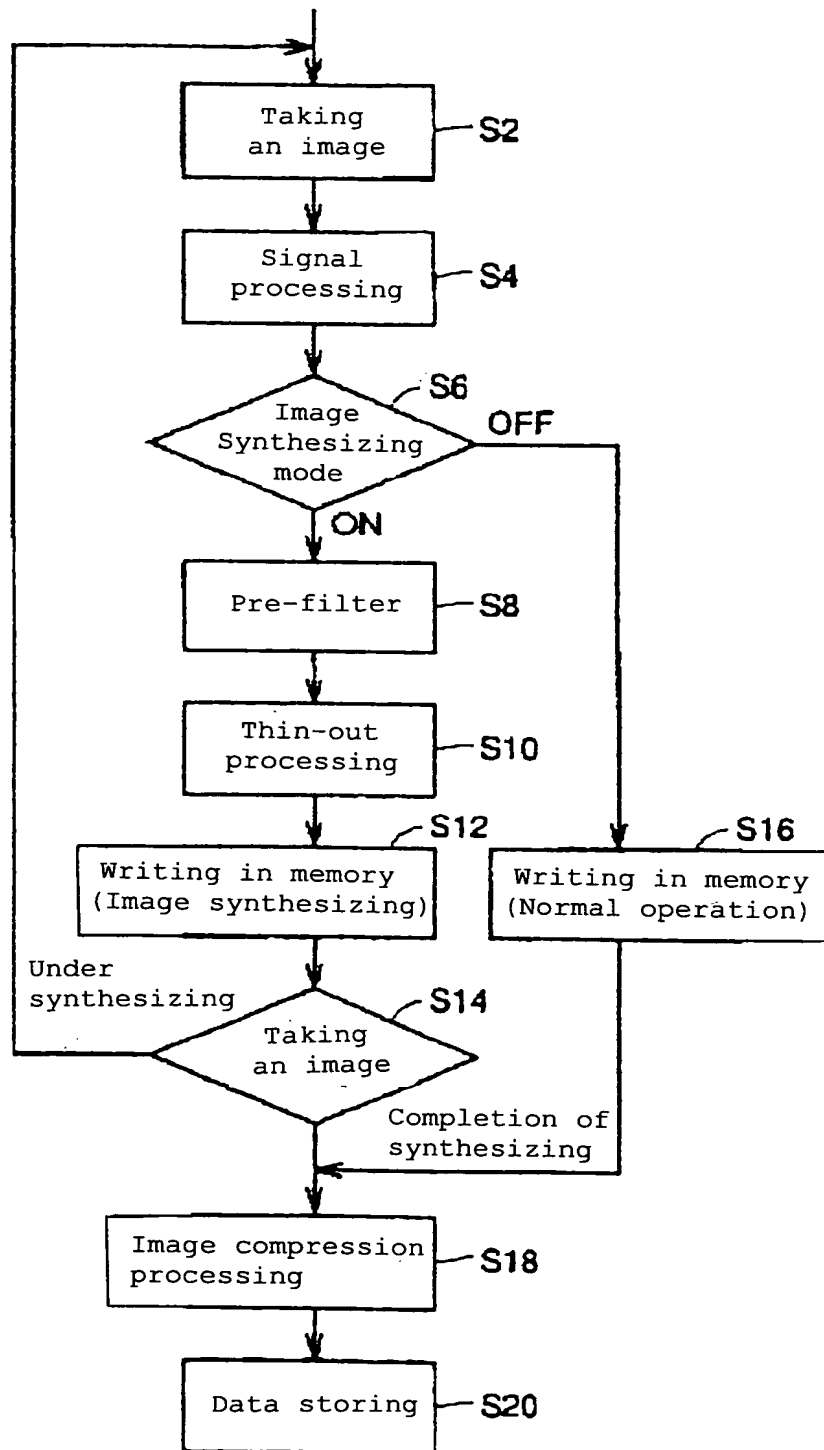 Taking
an image
S2
Signal
processing
S4
S6
Image
Synthesizing
mode
OFF
ON
Pre-filter
S8
Thin-out
processing
S10
S12
Writing in memory
(Image synthesizing)
S16
Writing in memory
(Normal operation)
Under
synthesizing
S14
Taking
an image
Completion of
synthesizing
Image compression
processing
S18
Data storing
S20